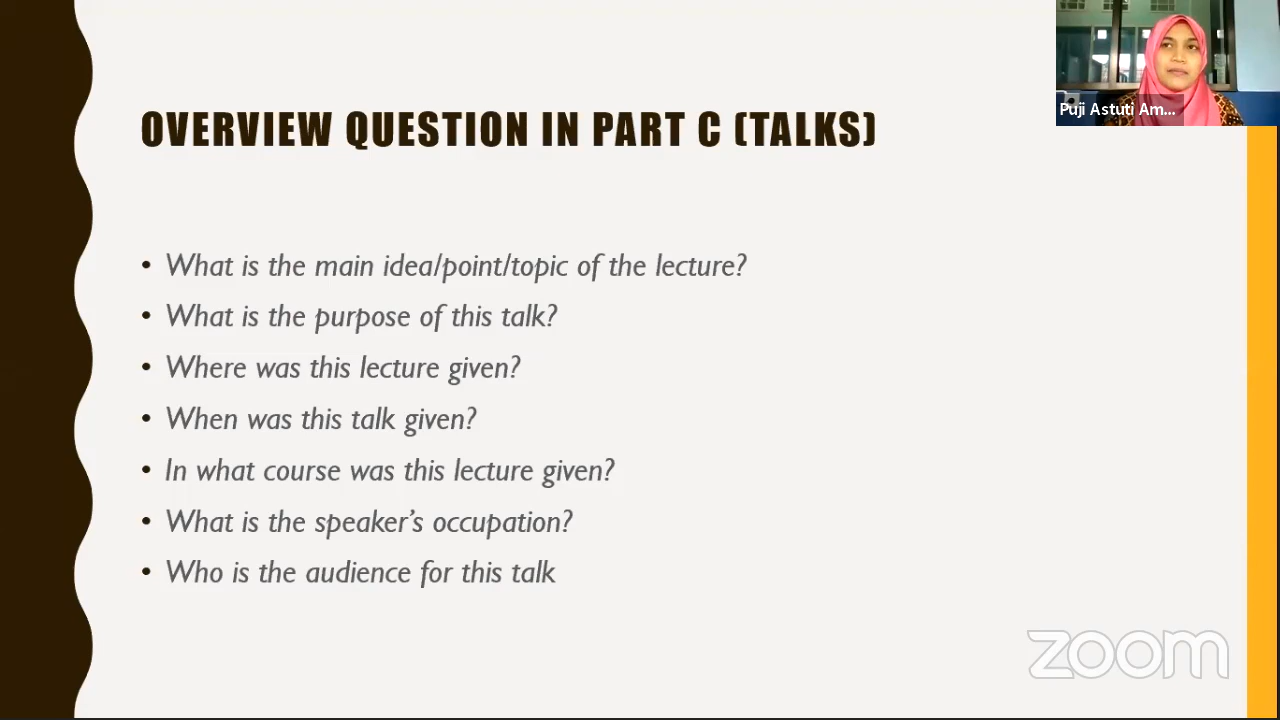 Puji Astuti Am...
OVERVIEW QUESTION IN PART C (TALKS)
• What is the main idea/point/topic of the lecture?
• What is the purpose of this talk?
• Where was this lecture given?
• When was this talk given?
• In what course was this lecture given?
• What is the speaker’s occupation?
• Who is the audience for this talk
zoom